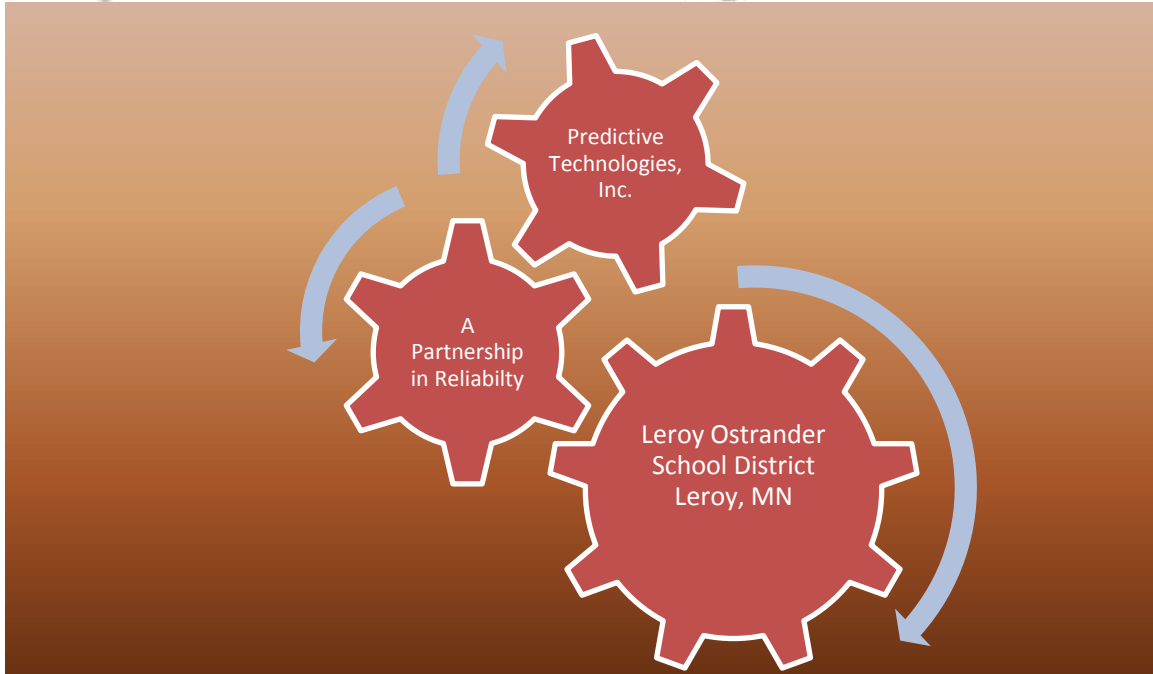 Predictive
Technologies,
Inc.
A
Partnership
in Reliabilty
Leroy Ostrander
School District
Leroy, MN